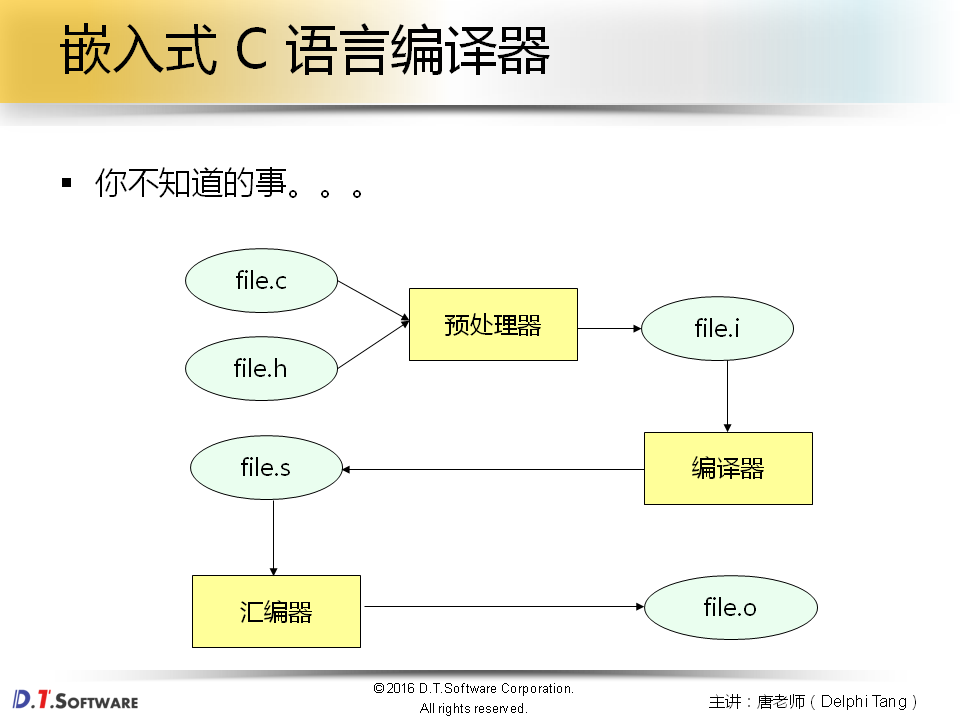 嵌入式 C 语言编译器
▪ 你不知道的事。。。
file.c
预处理器
file.i
file.h
file.s
编译器
汇编器
file.o
D.T.SOFTWARE
©2016 D.T.Software Corporation.
All rights reserved.
主讲：唐老师（Delphi Tang）